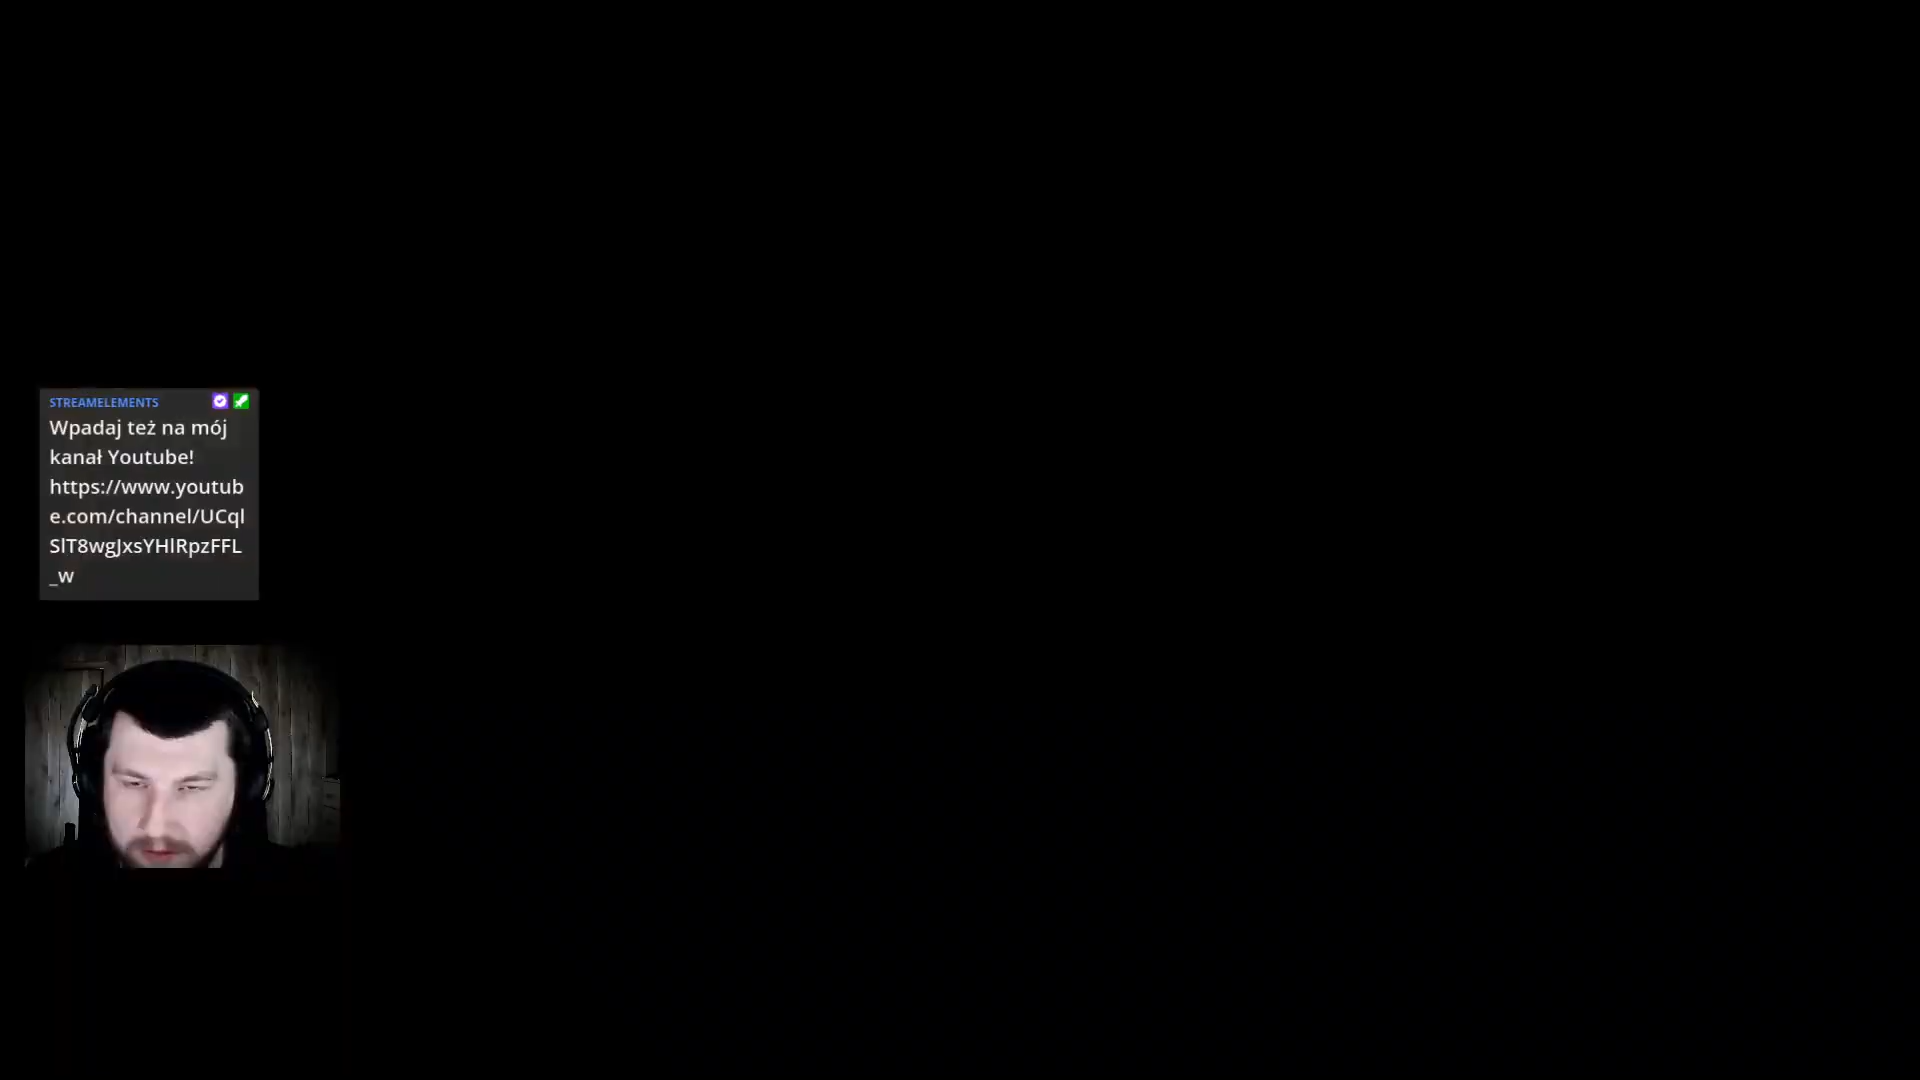 STREAMELEMENTS
Wpadaj też na mój
kanał Youtube!
https://www.youtub
e.com/channel/UCql
SlT8wgJxsYHlRpzFFL
_w